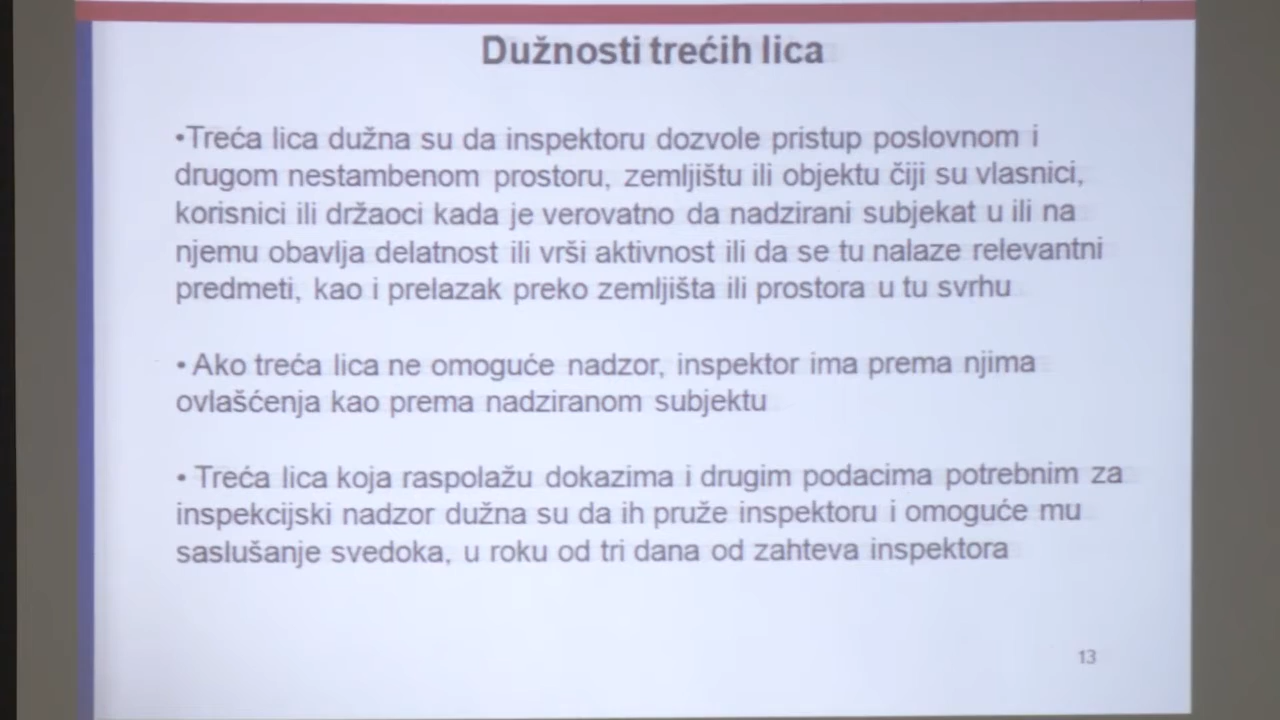 Dužnosti trećih lica
•Treća lica dužna su da inspektoru dozvole pristup poslovnom i
drugom nestambenom prostoru, zemljištu ili objektu čiji su vlasnici,
korisnici ili držaoci kada je verovatno da nadzirani subjekat u ili na
njemu obavlja delatnost ili vrši aktivnost ili da se tu nalaze relevantni
predmeti, kao i prelazak preko zemljišta ili prostora u tu svrhu
• Ako treća lica ne omoguće nadzor, inspektor ima prema njima
ovlašćenja kao prema nadziranom subjektu
• Treća lica koja raspolažu dokazima i drugim podacima potrebnim za
inspekcijski nadzor dužna su da ih pruže inspektoru i omoguće mu
saslušanje svedoka, u roku od tri dana od zahteva inspektora
13